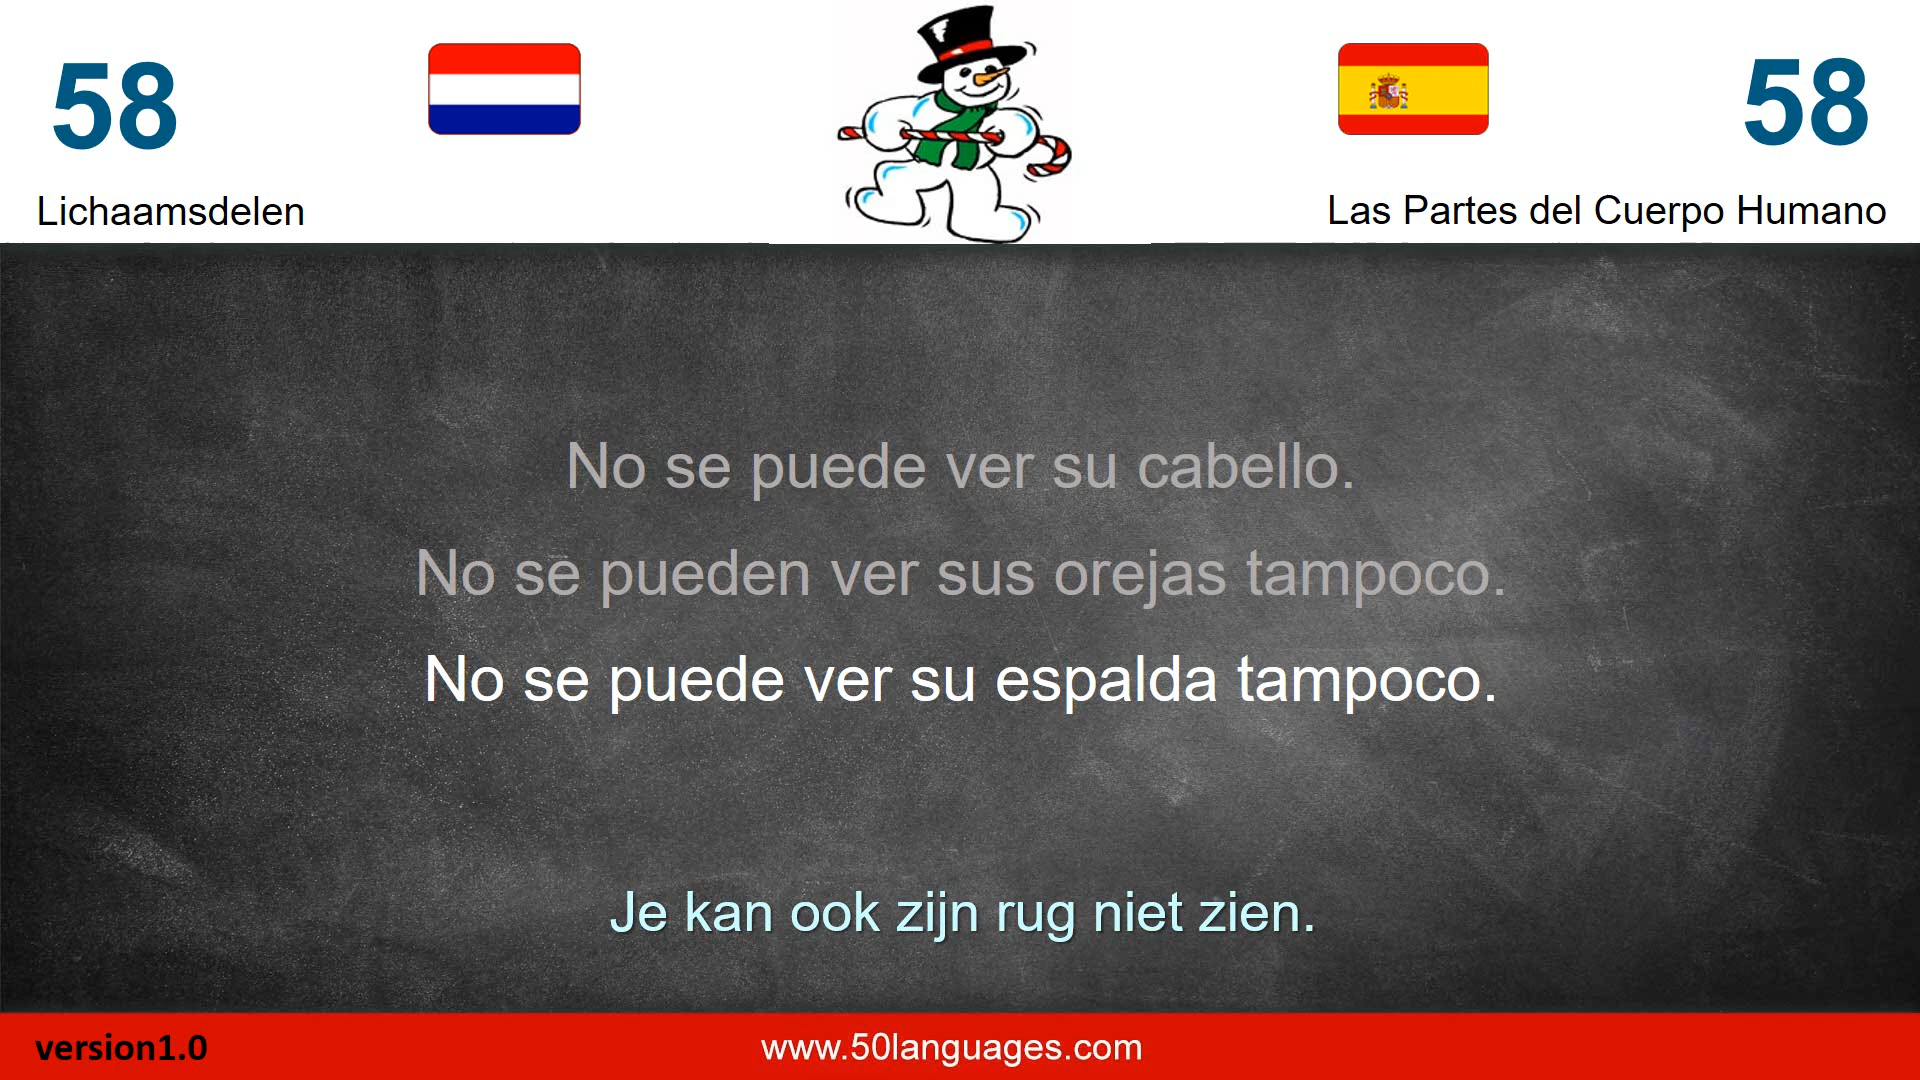 58
58
Lichaamsdelen
Las Partes del Cuerpo Humano
No se puede ver su cabello.
No se pueden ver sus orejas tampoco.
No se puede ver su espalda tampoco.
Je kan ook zijn rug niet zien.
version1.0
www.50languages.com